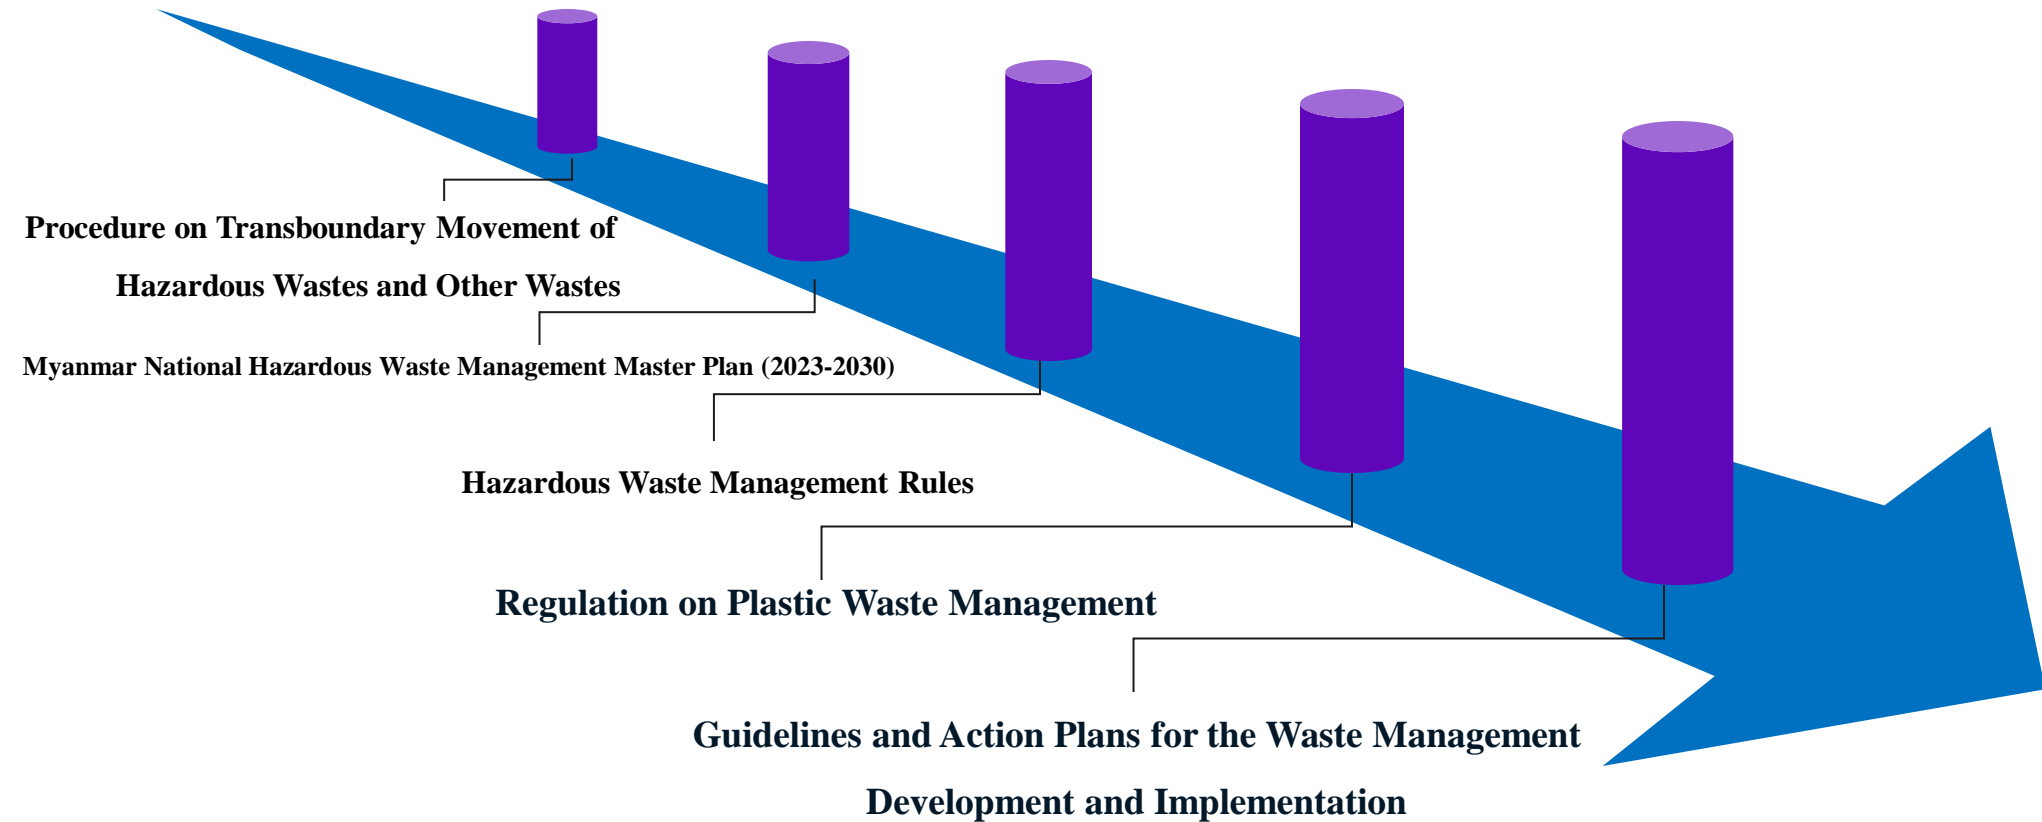 Procedure on Transboundary Movement of
Hazardous Wastes and Other Wastes
Myanmar National Hazardous Waste Management Master Plan (2023-2030)
Hazardous Waste Management Rules
Regulation on Plastic Waste Management
Guidelines and Action Plans for the Waste Management
Development and Implementation